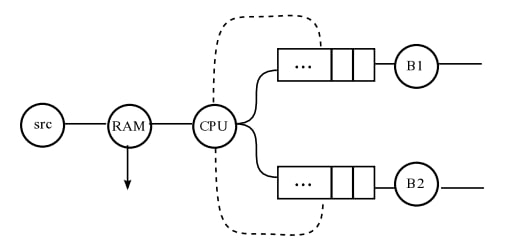 ... B1
src RAM CPU
... B2